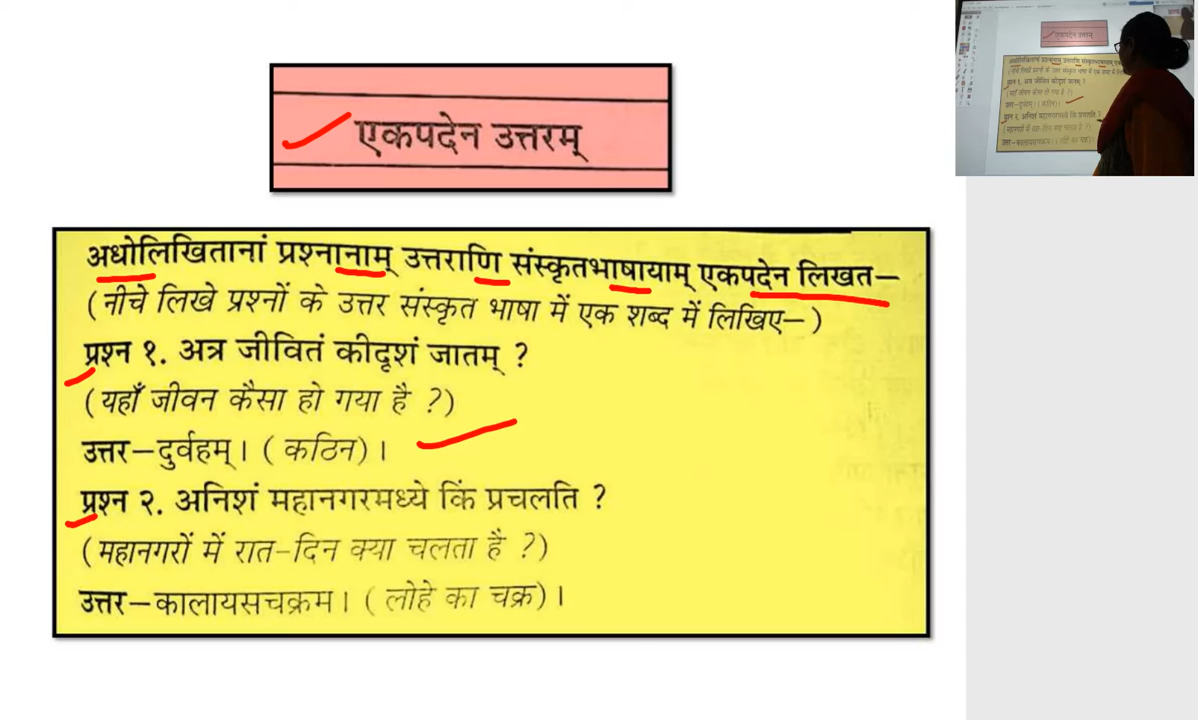 एकपदेन उत्तरम्
अधोलिखितानां प्रश्नानाम् उत्तराणि संस्कृतभाषायाम् एकपदेन लिखत–
(नीचे लिखे प्रश्नों के उत्तर संस्कृत भाषा में एक शब्द में लिखिए–)
प्रश्न १. अत्र जीवितं कीदृशं जातम् ?
(यहाँ जीवन कैसा हो गया है ?)
उत्तर–दुर्वहम्। (कठिन)।
प्रश्न २. अनिशं महानगरमध्ये किं प्रचलति ?
(महानगरों में रात-दिन क्या चलता है ?)
उत्तर–कालायसचक्रम। (लोहे का चक्र)।